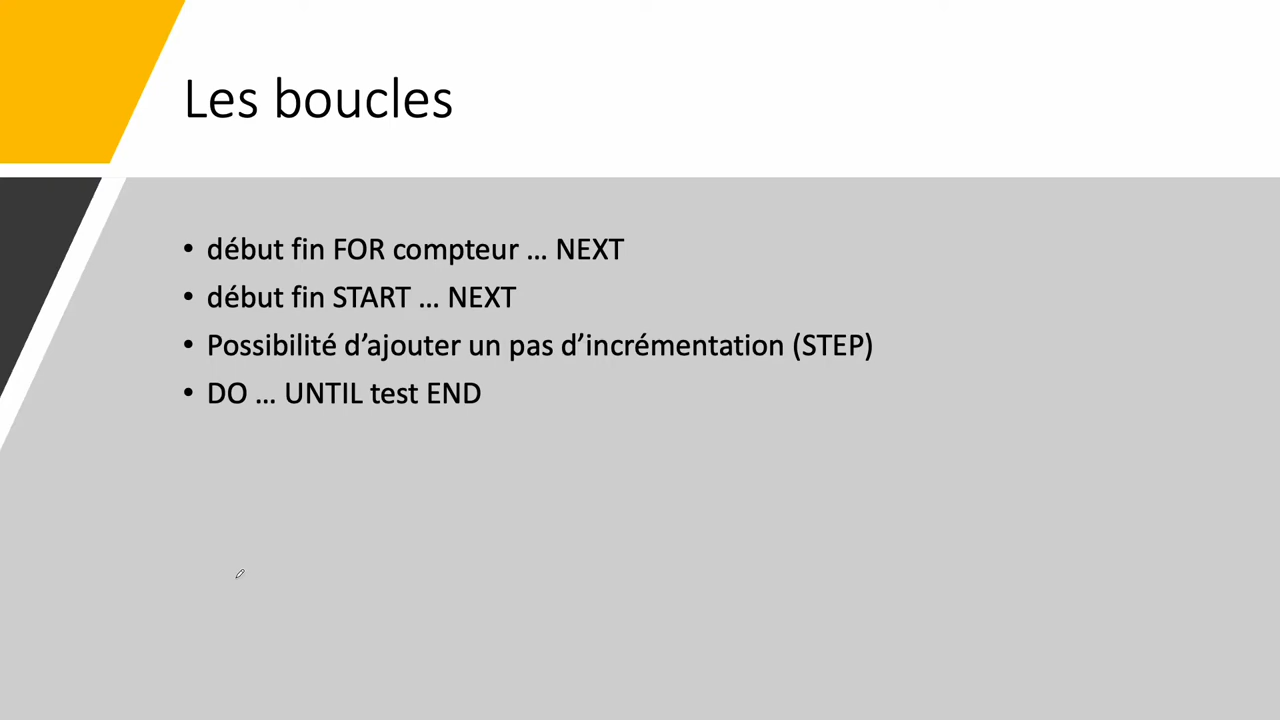 Les boucles
• début fin FOR compteur … NEXT
• début fin START … NEXT
• Possibilité d’ajouter un pas d’incrémentation (STEP)
• DO … UNTIL test END